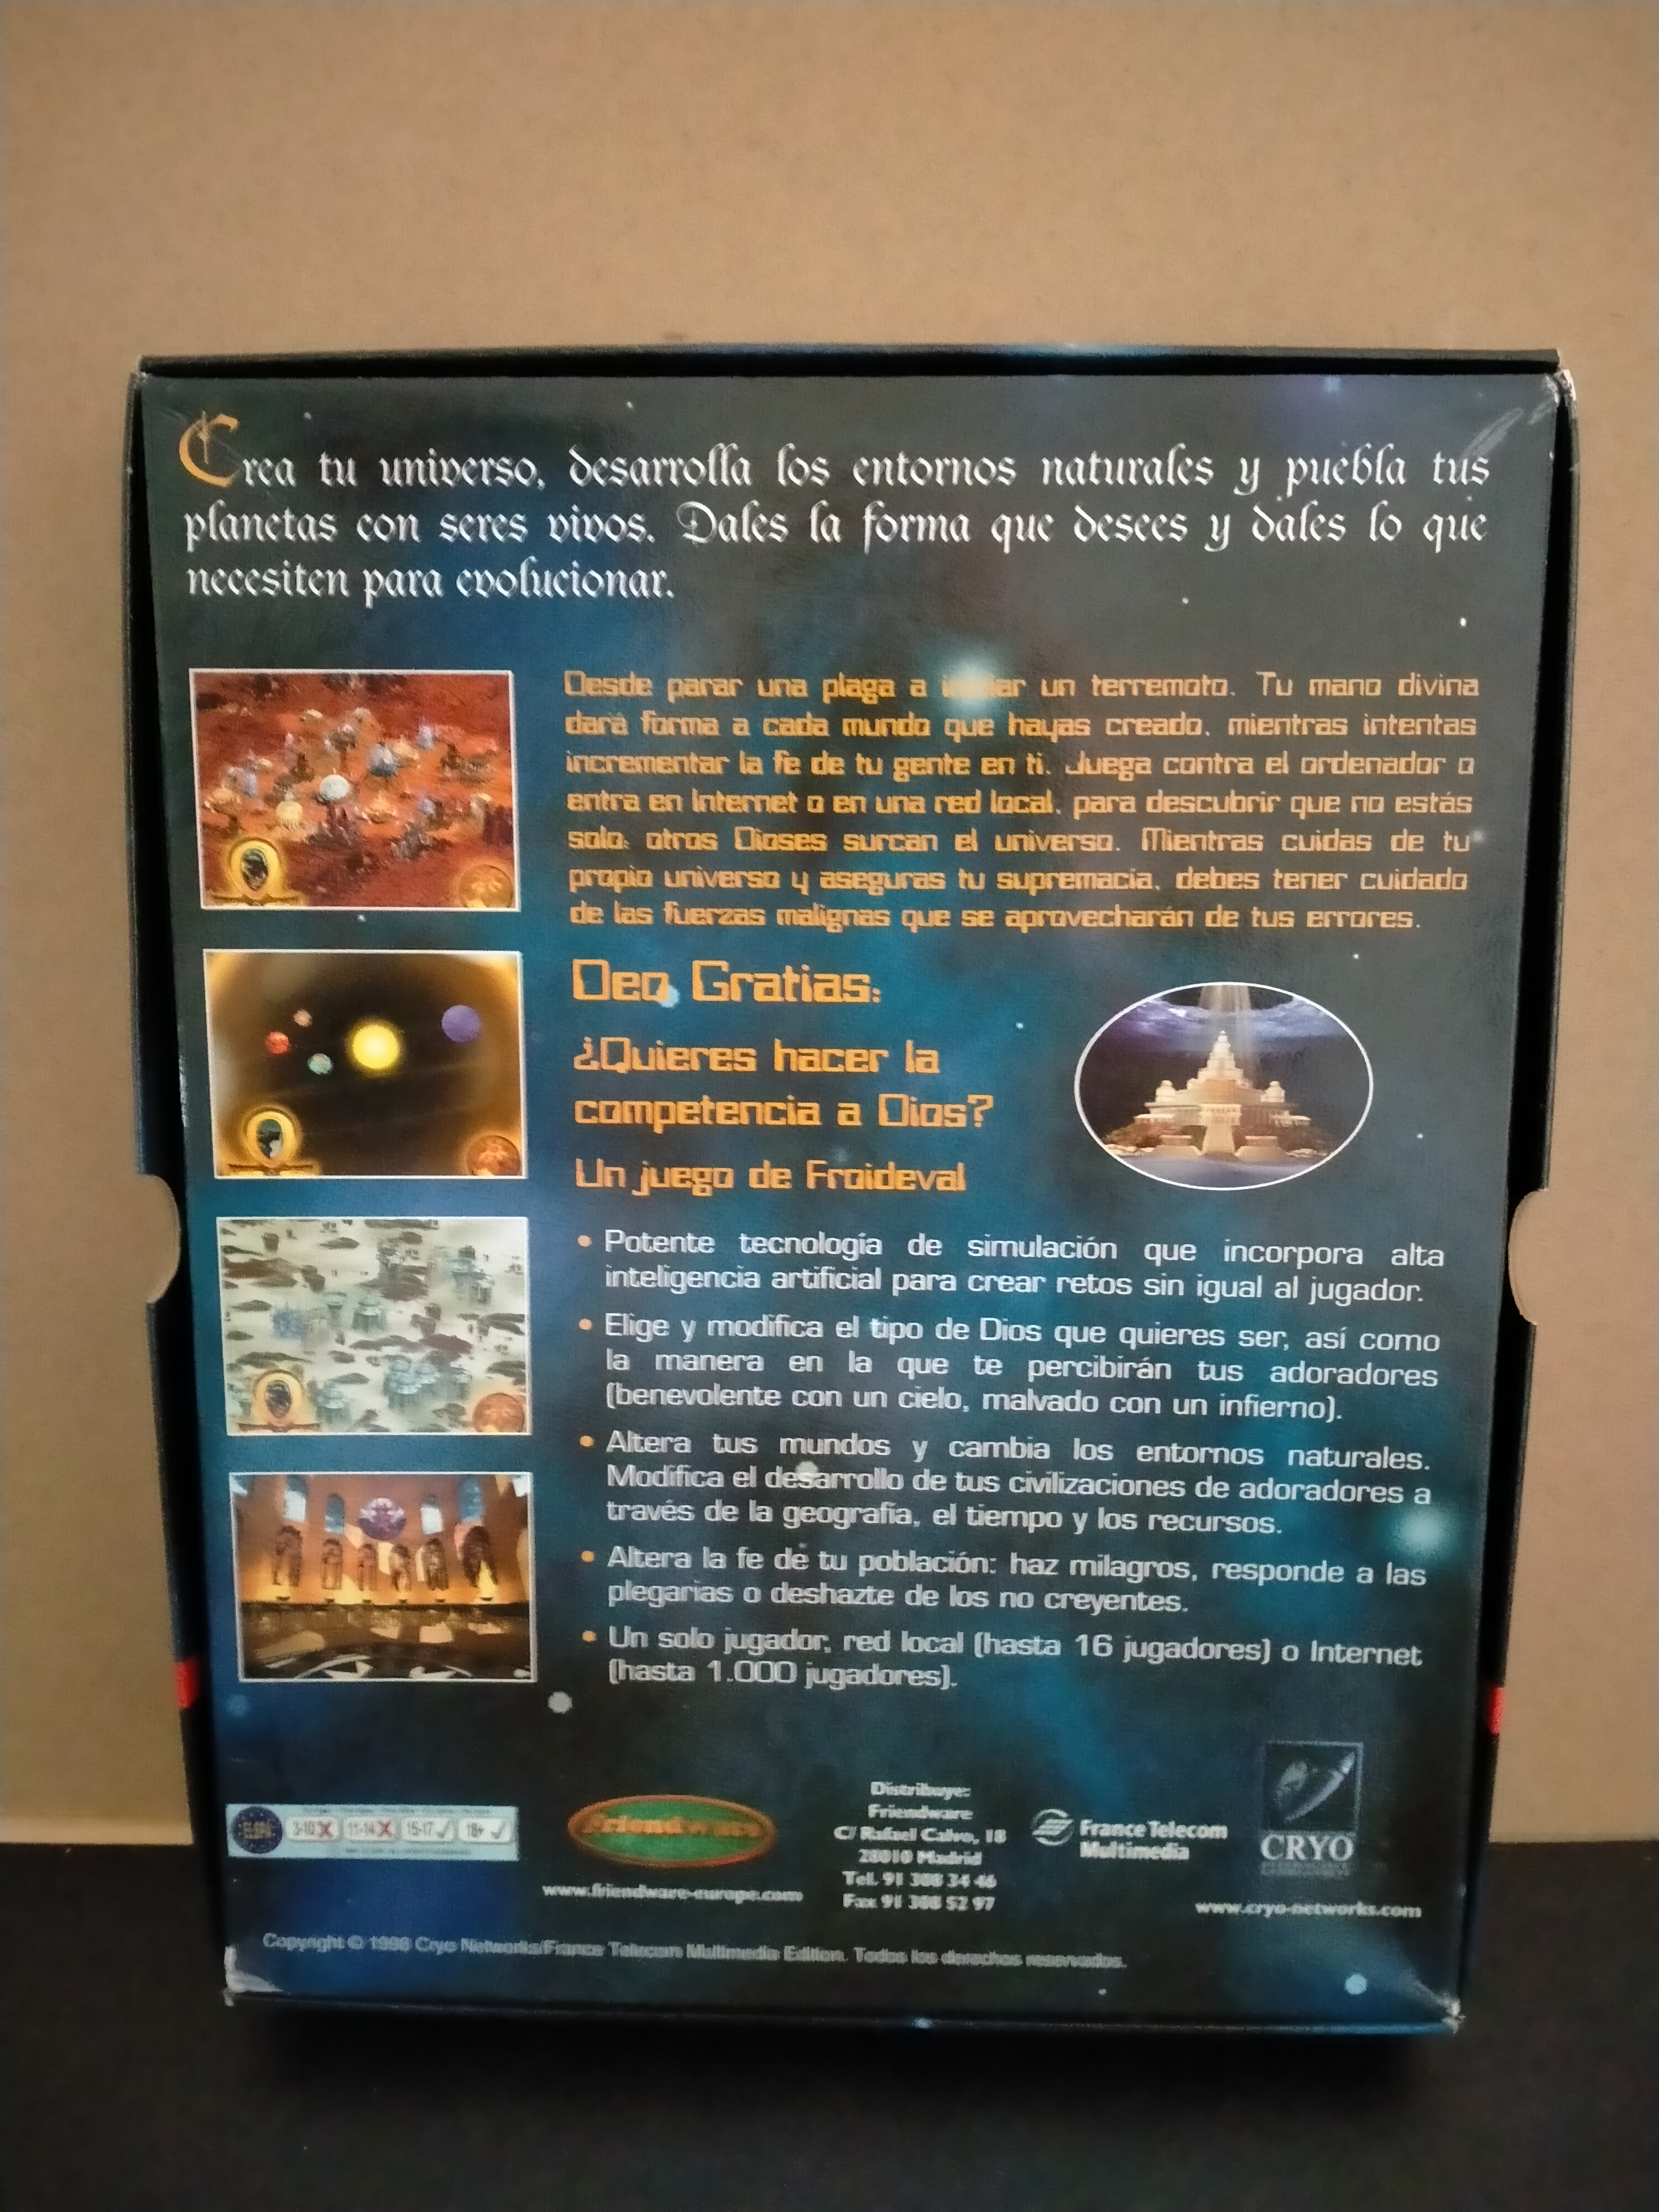 Crea tu universo, desarrolla los entornos naturales y puebla tus
planetas con seres vivos. Dales la forma que desees y dales lo que
necesiten para evolucionar.
Desde parar una plaga a iniciar un terremoto. Tu mano divina
dará forma a cada mundo que hayas creado, mientras intentas
incrementar la fe de tu gente en ti. Juega contra el ordenador o
entra en Internet o en una red local, para descubrir que no estás
solo: otros Dioses surcan el universo. Mientras cuidas de tu
propio universo y aseguras tu supremacía, debes tener cuidado
de las fuerzas malignas que se aprovecharán de tus errores.
Deo Gratias:
¿Quieres hacer la
competencia a Dios?
Un juego de Froideval
• Potente tecnología de simulación que incorpora alta
inteligencia artificial para crear retos sin igual al jugador.
• Elige y modifica el tipo de Dios que quieres ser, así como
la manera en la que te percibirán tus adoradores
(benevolente con un cielo, malvado con un infierno).
• Altera tus mundos y cambia los entornos naturales.
Modifica el desarrollo de tus civilizaciones de adoradores a
través de la geografía, el tiempo y los recursos.
• Altera la fe de tu población: haz milagros, responde a las
plegarias o deshazte de los no creyentes.
• Un solo jugador, red local (hasta 16 jugadores) o Internet
(hasta 1.000 jugadores).
3-10 11-14 15-17 18+
Friendware
www.friendware-europe.com
Distribuye:
Friendware
C/ Rafael Calvo, 18
28010 Madrid
Tel. 91 308 34 46
Fax 91 308 52 97
France Telecom
Multimedia
CRYO
www.cryo-networks.com
Copyright © 1998 Cryo Networks/France Telecom Multimedia Edition. Todos los derechos reservados.